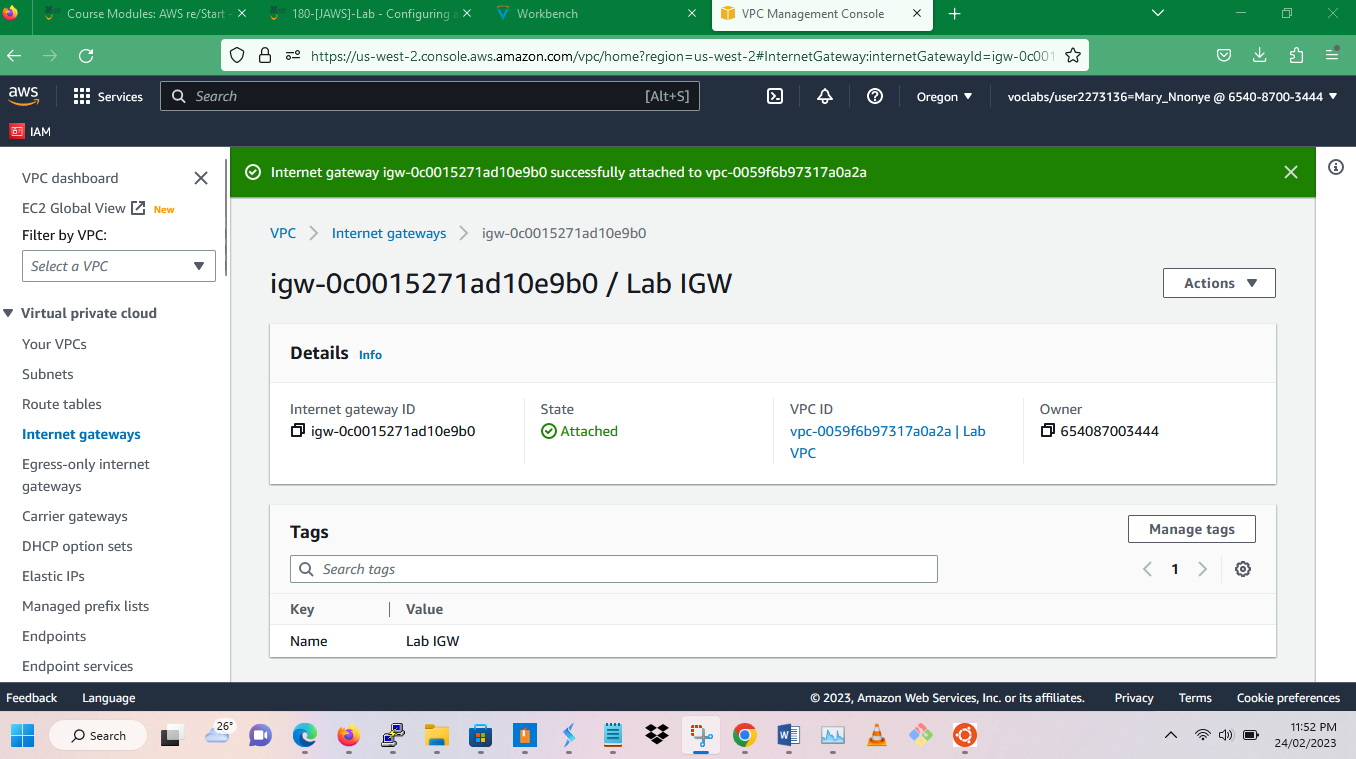 Course Modules: AWS re/Start -
180-[JAWS]-Lab - Configuring a
Workbench
VPC Management Console
https://us-west-2.console.aws.amazon.com/vpc/home?region=us-west-2#InternetGateway:internetGatewayId=igw-0c001
aws
Services
Search
[Alt+S]
Oregon
voclabs/user2273136=Mary_Nnonye @ 6540-8700-3444
IAM
VPC dashboard
EC2 Global View New
Filter by VPC:
Select a VPC
Virtual private cloud
Your VPCs
Subnets
Route tables
Internet gateways
Egress-only internet
gateways
Carrier gateways
DHCP option sets
Elastic IPs
Managed prefix lists
Endpoints
Endpoint services
Internet gateway igw-0c0015271ad10e9b0 successfully attached to vpc-0059f6b97317a0a2a
VPC > Internet gateways > igw-0c0015271ad10e9b0
igw-0c0015271ad10e9b0 / Lab IGW
Actions
Details Info
Internet gateway ID
igw-0c0015271ad10e9b0
State
Attached
VPC ID
vpc-0059f6b97317a0a2a | Lab
VPC
Owner
654087003444
Tags
Manage tags
Search tags
1
Key Value
Name Lab IGW
Feedback Language
© 2023, Amazon Web Services, Inc. or its affiliates. Privacy Terms Cookie preferences
Search
26°
11:52 PM
24/02/2023